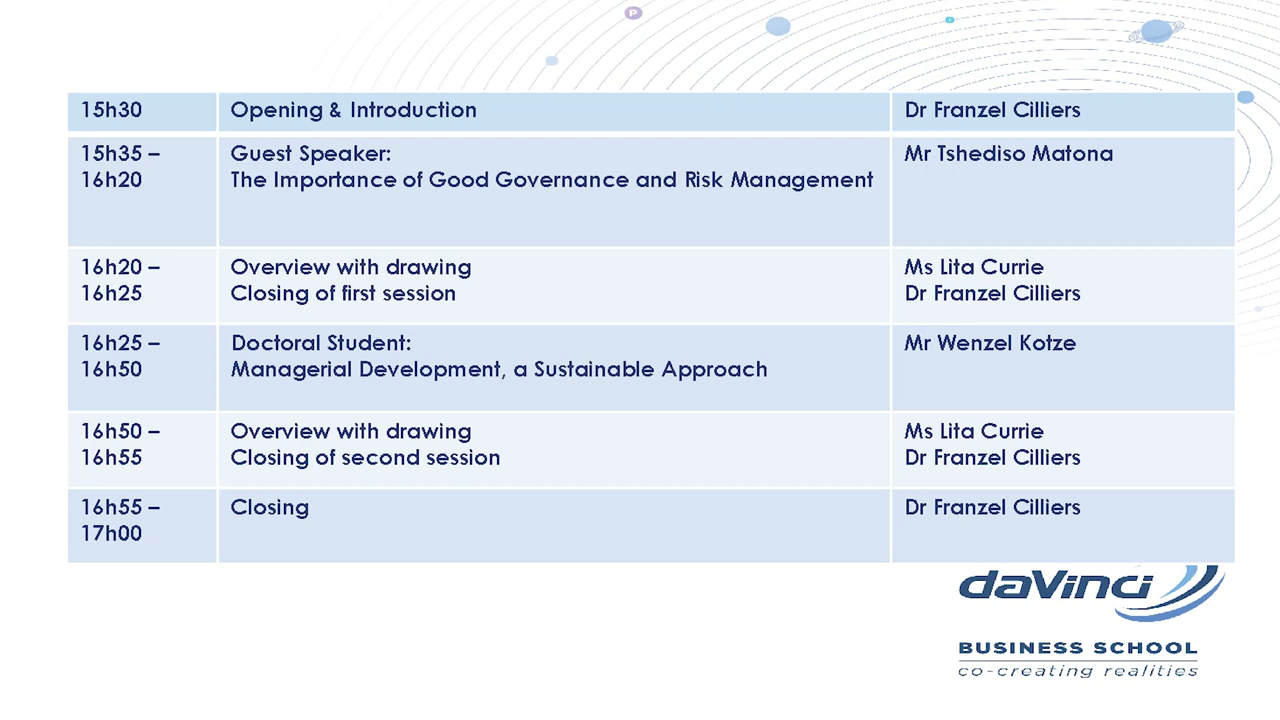 P
15h30
Opening & Introduction
Dr Franzel Cilliers
15h35 –
16h20
Guest Speaker:
The Importance of Good Governance and Risk Management
Mr Tshediso Matona
16h20 –
16h25
Overview with drawing
Closing of first session
Ms Lita Currie
Dr Franzel Cilliers
16h25 –
16h50
Doctoral Student:
Managerial Development, a Sustainable Approach
Mr Wenzel Kotze
16h50 –
16h55
Overview with drawing
Closing of second session
Ms Lita Currie
Dr Franzel Cilliers
16h55 –
17h00
Closing
Dr Franzel Cilliers
daVinci
BUSINESS SCHOOL
co-creating realities